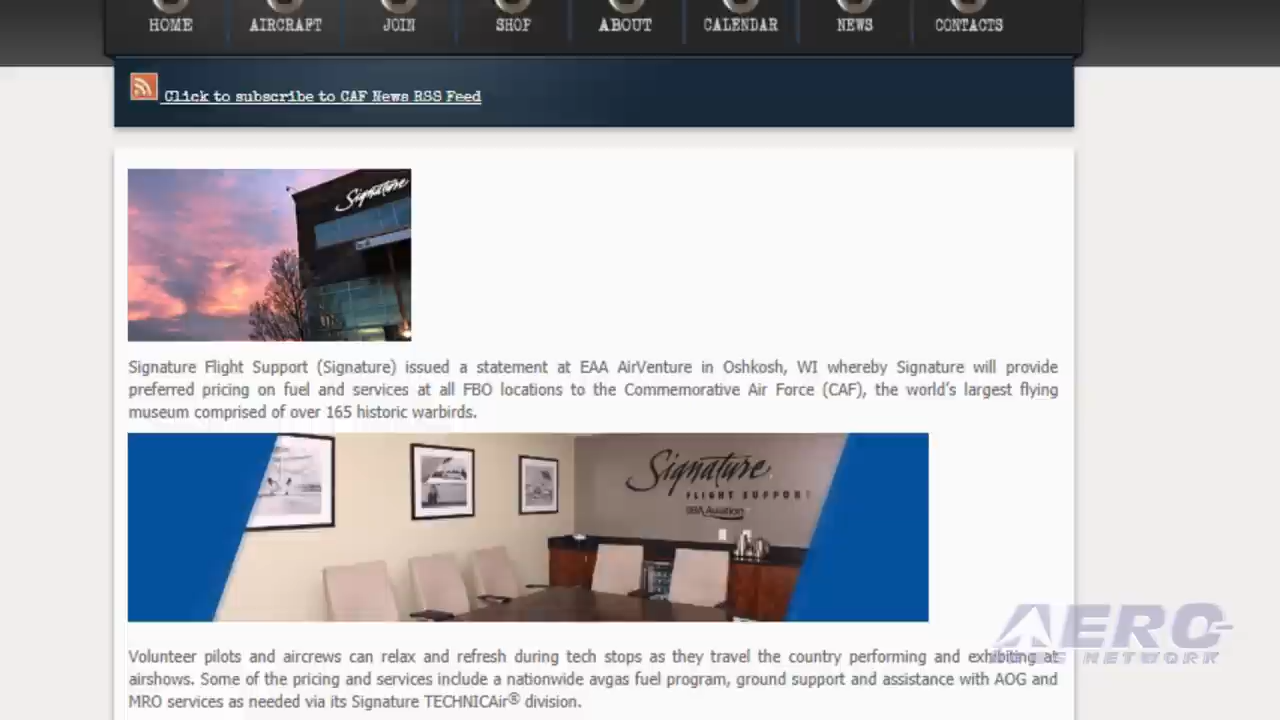 HOME AIRCRAFT JOIN SHOP ABOUT CALENDAR NEWS CONTACTS
Click to subscribe to CAF News RSS Feed
Signature
Signature Flight Support (Signature) issued a statement at EAA AirVenture in Oshkosh, WI whereby Signature will provide
preferred pricing on fuel and services at all FBO locations to the Commemorative Air Force (CAF), the world's largest flying
museum comprised of over 165 historic warbirds.
Signature
FLIGHT SUPPORT
BBA Aviation
Volunteer pilots and aircrews can relax and refresh during tech stops as they travel the country performing and exhibiting at
airshows. Some of the pricing and services include a nationwide avgas fuel program, ground support and assistance with AOG and
MRO services as needed via its Signature TECHNICAir® division.
AERO
NETWORK